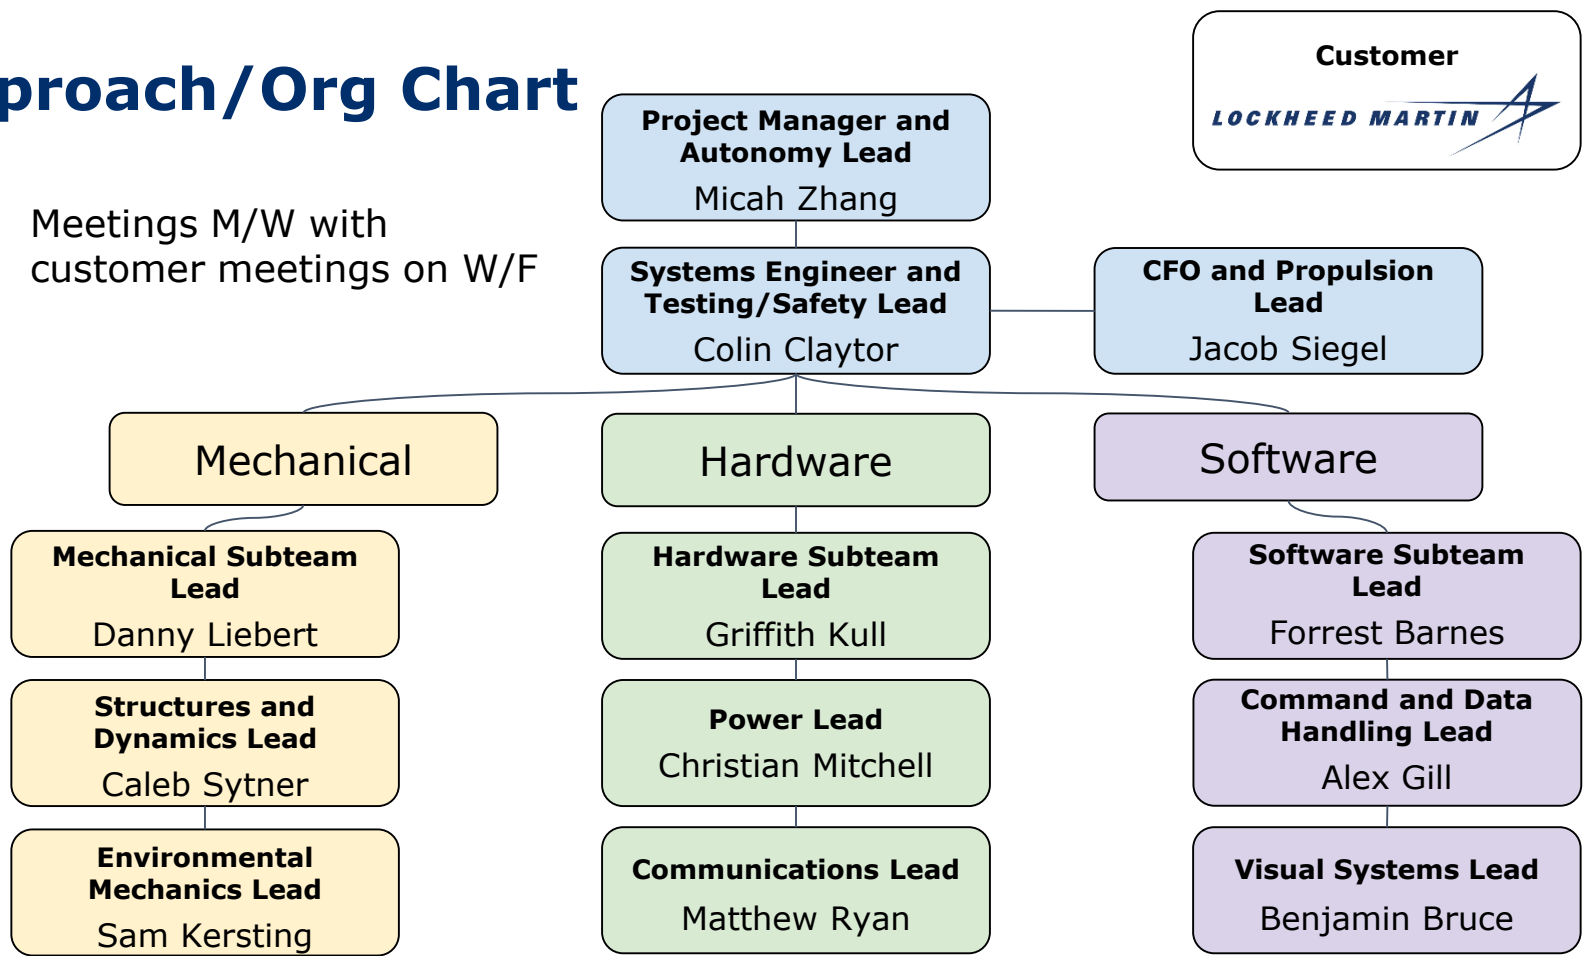 proach/Org Chart
Customer
LOCKHEED MARTIN
Meetings M/W with
customer meetings on W/F
Project Manager and
Autonomy Lead
Micah Zhang
Systems Engineer and
Testing/Safety Lead
Colin Claytor
CFO and Propulsion
Lead
Jacob Siegel
Mechanical
Hardware
Software
Mechanical Subteam
Lead
Danny Liebert
Hardware Subteam
Lead
Griffith Kull
Software Subteam
Lead
Forrest Barnes
Structures and
Dynamics Lead
Caleb Sytner
Power Lead
Christian Mitchell
Command and Data
Handling Lead
Alex Gill
Environmental
Mechanics Lead
Sam Kersting
Communications Lead
Matthew Ryan
Visual Systems Lead
Benjamin Bruce